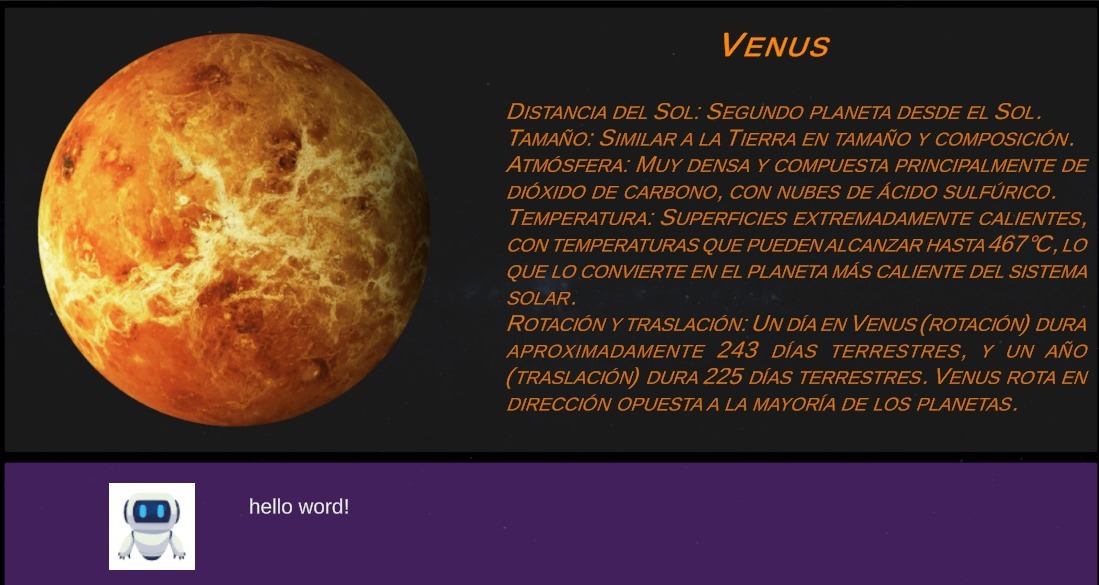 Venus
Distancia del Sol: Segundo planeta desde el Sol.
Tamaño: Similar a la Tierra en tamaño y composición.
Atmósfera: Muy densa y compuesta principalmente de
dióxido de carbono, con nubes de ácido sulfúrico.
Temperatura: Superficies extremadamente calientes,
con temperaturas que pueden alcanzar hasta 467°C, lo
que lo convierte en el planeta más caliente del sistema
solar.
Rotación y traslación: Un día en Venus (rotación) dura
aproximadamente 243 días terrestres, y un año
(traslación) dura 225 días terrestres. Venus rota en
dirección opuesta a la mayoría de los planetas.
hello word!